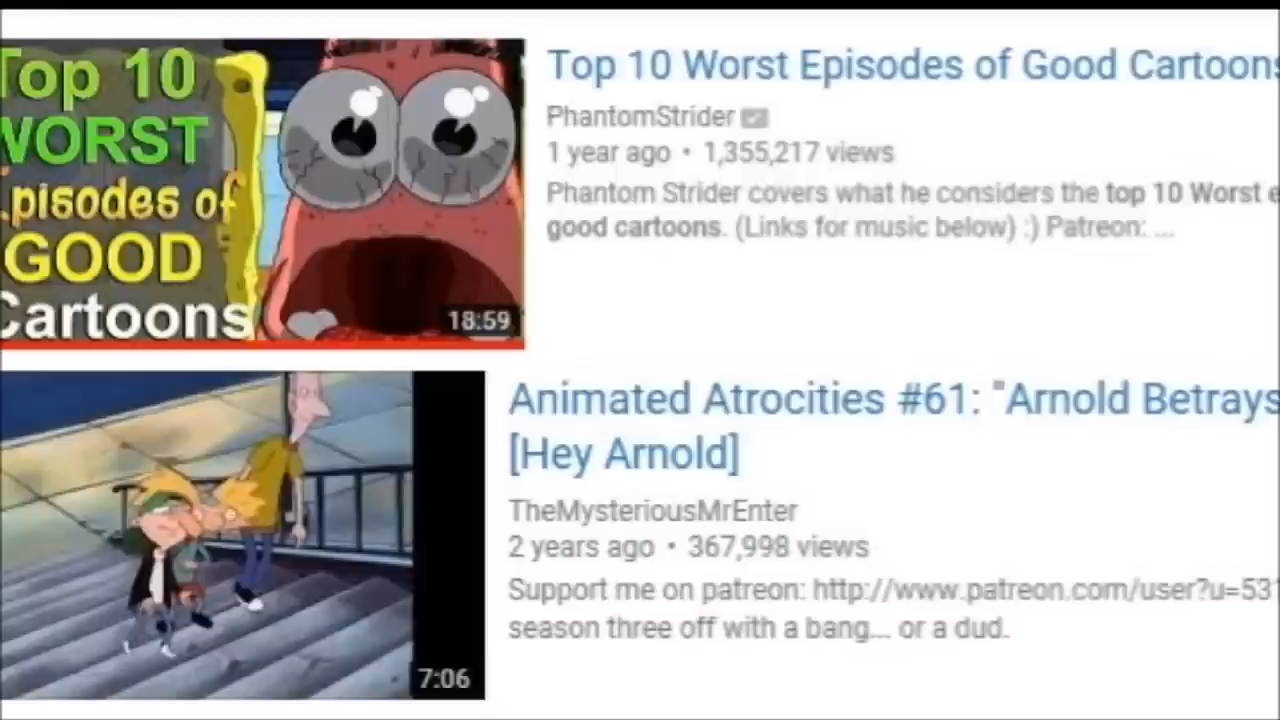 Top 10
WORST
Episodes of
GOOD
Cartoons
18:59
Top 10 Worst Episodes of Good Cartoons
PhantomStrider
1 year ago • 1,355,217 views
Phantom Strider covers what he considers the top 10 Worst e
good cartoons. (Links for music below) :) Patreon: ...
Animated Atrocities #61: "Arnold Betrays
[Hey Arnold]
TheMysteriousMrEnter
2 years ago • 367,998 views
Support me on patreon: http://www.patreon.com/user?u=53
season three off with a bang... or a dud.
7:06